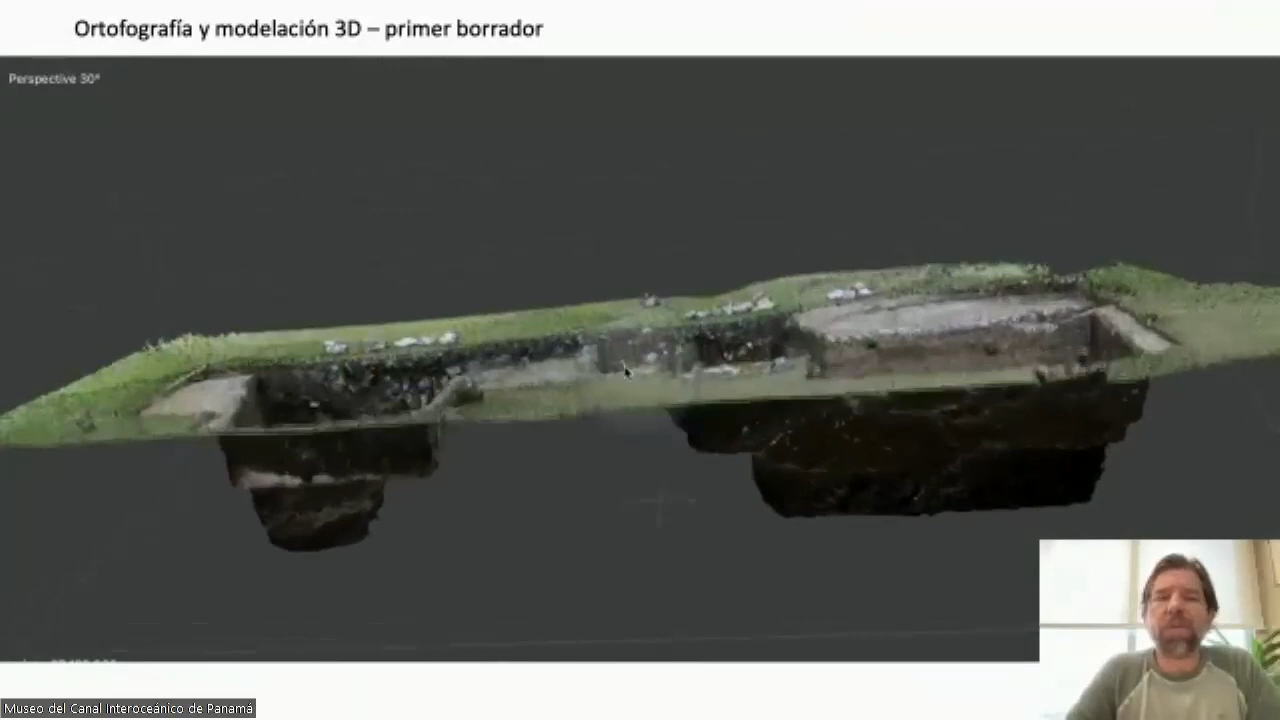 Ortofografía y modelación 3D – primer borrador
Perspective 30°
Museo del Canal Interoceánico de Panamá